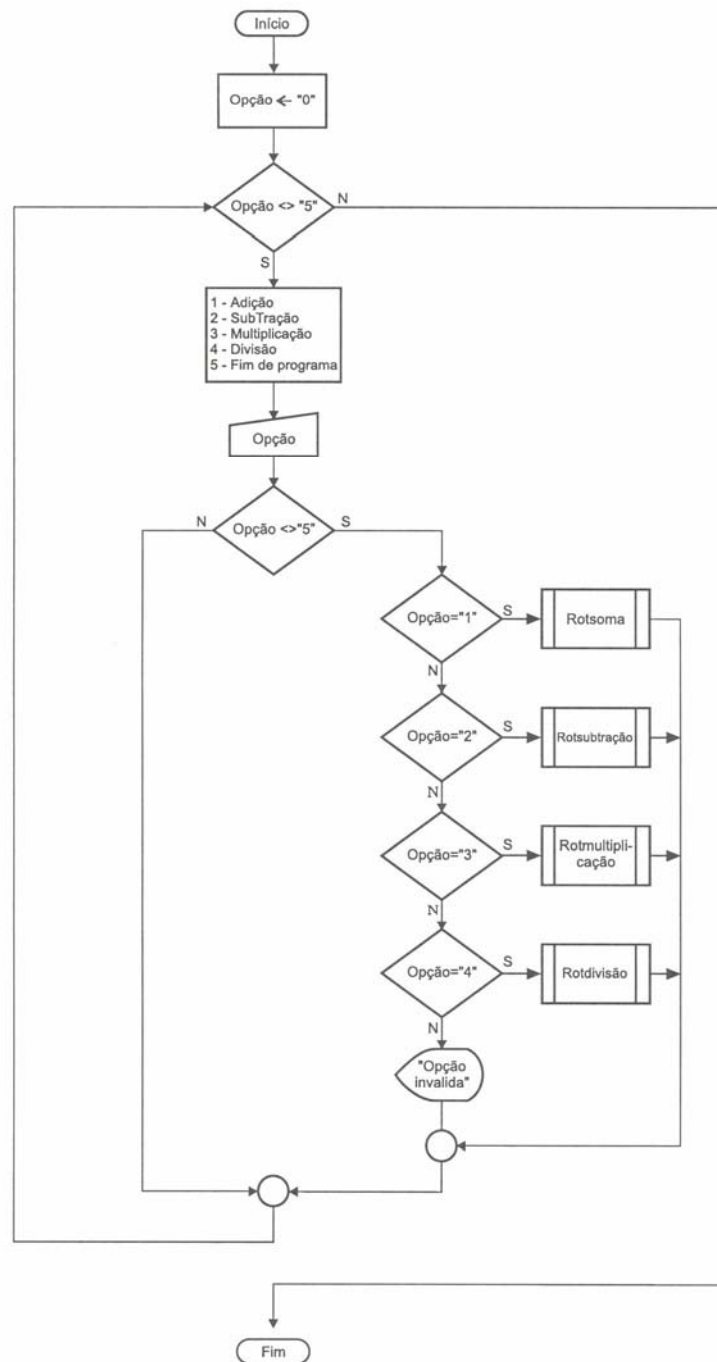 Início
Opção ← "0"
Opção <> "5"
N
S
1 - Adição
2 - SubTração
3 - Multiplicação
4 - Divisão
5 - Fim de programa
Opção
N
Opção <>"5"
S
Opção="1"
S
Rotsoma
N
Opção="2"
S
Rotsubtração
N
Opção="3"
S
Rotmultipli-
cação
N
Opção="4"
S
Rotdivisão
N
"Opção
invalida"
Fim